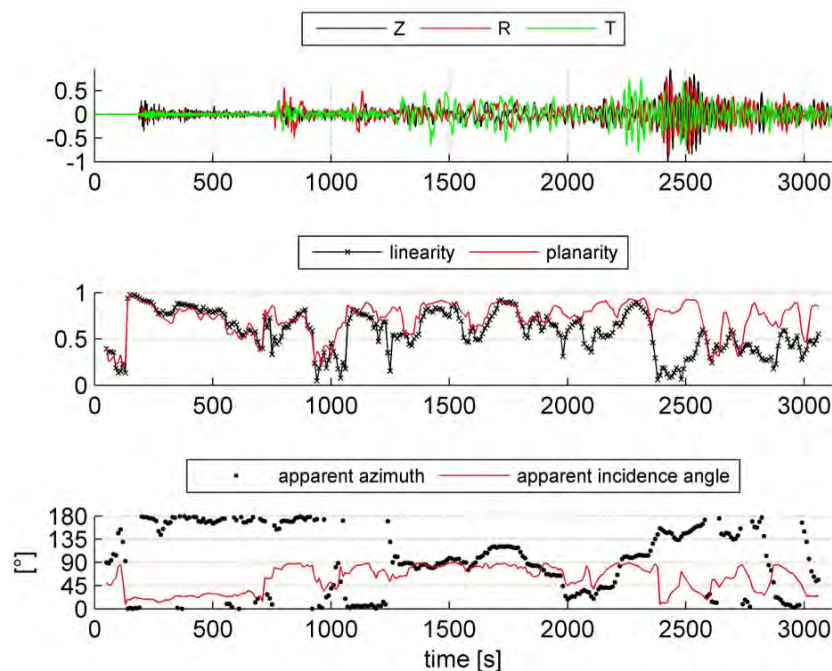 Z R T
0.5
0
-0.5
-1
0 500 1000 1500 2000 2500 3000
linearity planarity
1
0.5
0
0 500 1000 1500 2000 2500 3000
apparent azimuth apparent incidence angle
180
135
90
45
0
[°]
0 500 1000 1500 2000 2500 3000
time [s]